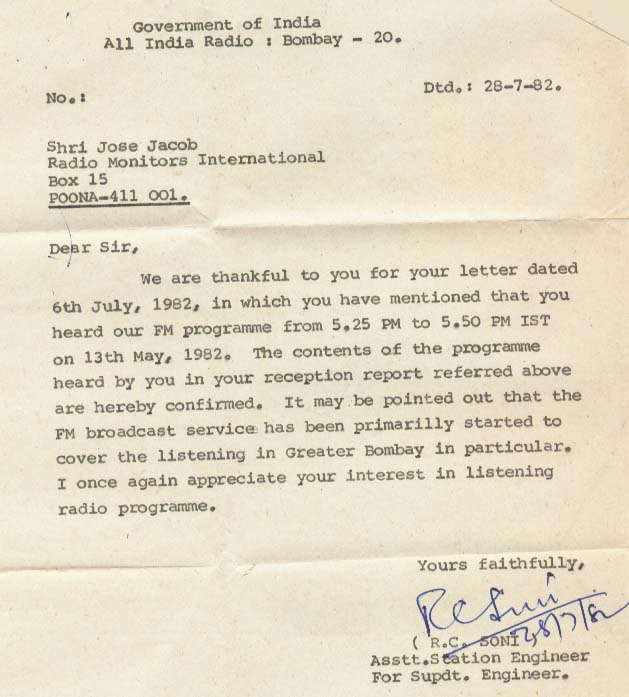 Government of India
All India Radio : Bombay - 20.
Dtd.: 28-7-82.
No.:
Shri Jose Jacob
Radio Monitors International
Box 15
POONA-411 001.
Dear Sir,
We are thankful to you for your letter dated
6th July, 1982, in which you have mentioned that you
heard our FM programme from 5.25 PM to 5.50 PM IST
on 13th May, 1982. The contents of the programme
heard by you in your reception report referred above
are hereby confirmed. It may be pointed out that the
FM broadcast service has been primarilly started to
cover the listening in Greater Bombay in particular.
I once again appreciate your interest in listening
radio programme.
Yours faithfully,
RC Soni
28/7/82
( R.C. SONI
Asstt.Station Engineer
For Supdt. Engineer.